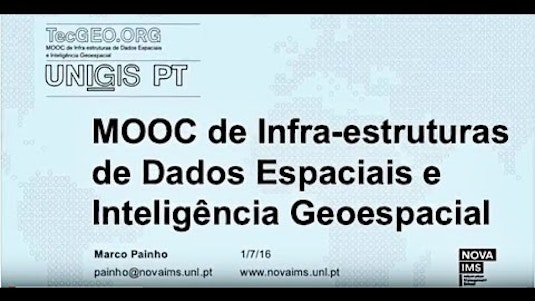 TecGEO.ORG
MOOC de Infra-estruturas de Dados Espaciais
e Inteligência Geoespacial
UNIGIS PT
MOOC de Infra-estruturas
de Dados Espaciais e
Inteligência Geoespacial
Marco Painho 1/7/16
painho@novaims.unl.pt www.novaims.unl.pt
NOVA
IMS